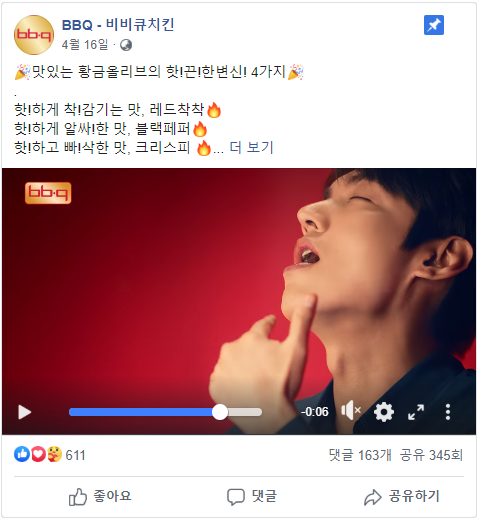 bb.q
BBQ - 비비큐치킨
4월 16일 ·
🎉맛있는 황금올리브의 핫!끈!한변신! 4가지🎉
.
핫!하게 착!감기는 맛, 레드착착🔥
핫!하게 알싸!한 맛, 블랙페퍼🔥
핫!하고 빠!삭한 맛, 크리스피 🔥... 더 보기
bb.q
-0:06
611
댓글 163개 공유 345회
좋아요
댓글
공유하기